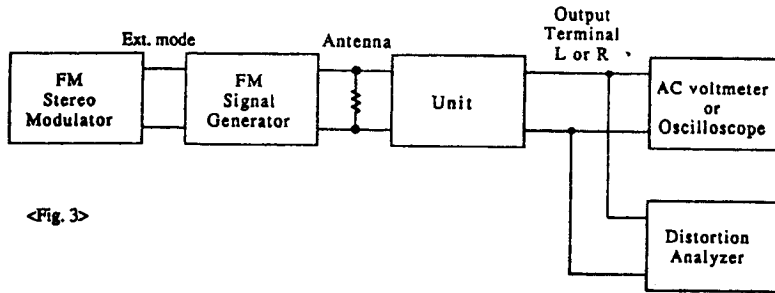 Output
Terminal
L or R
Ext. mode
Antenna
FM
Stereo
Modulator
FM
Signal
Generator
Unit
AC voltmeter
or
Oscilloscope
<Fig. 3>
Distortion
Analyzer